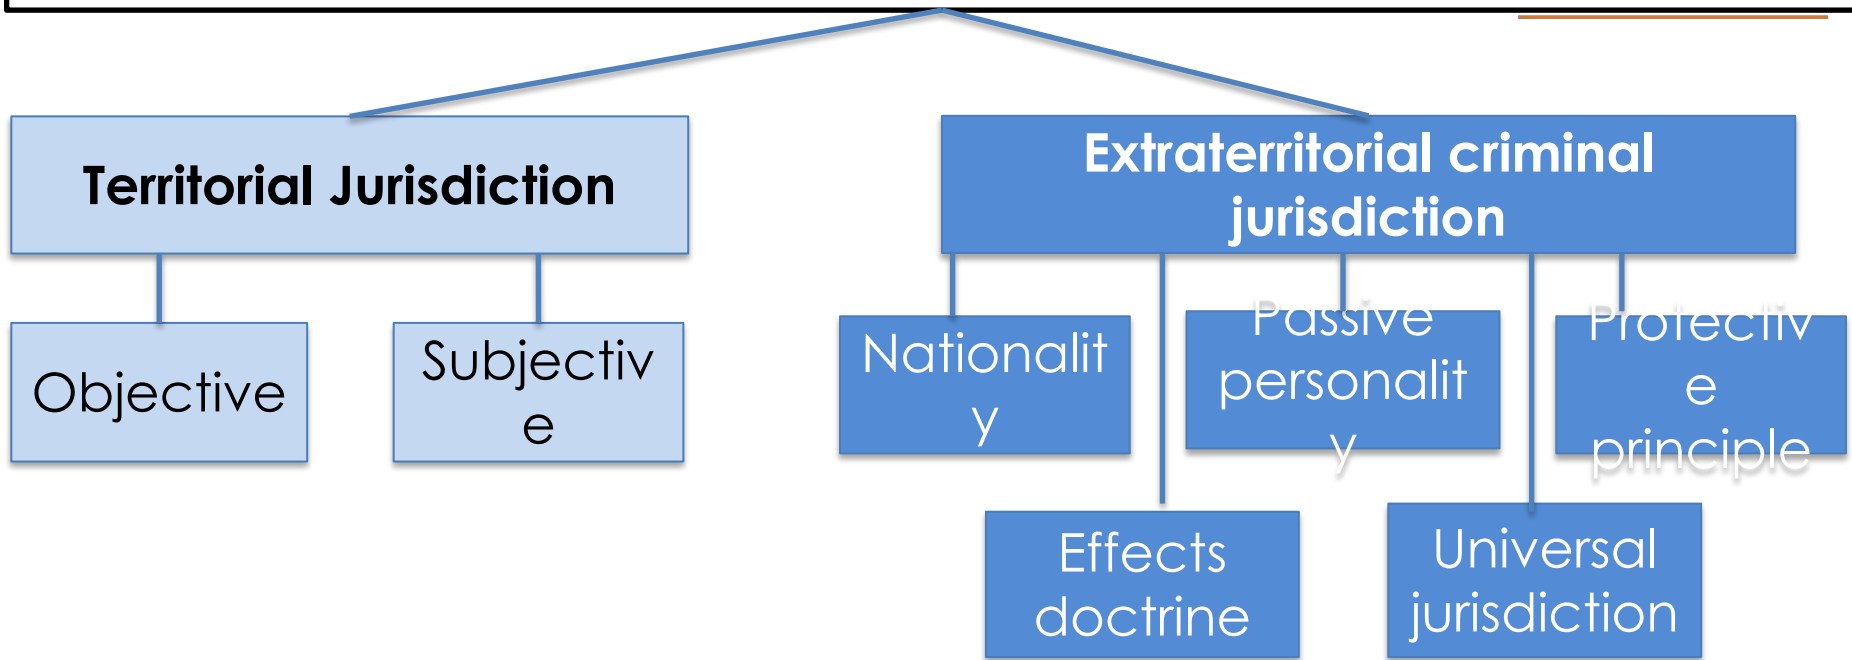 Territorial Jurisdiction
Extraterritorial criminal
jurisdiction
Objective
Subjectiv
e
Nationalit
y
Passive
personalit
y
Protectiv
e
principle
Effects
doctrine
Universal
jurisdiction